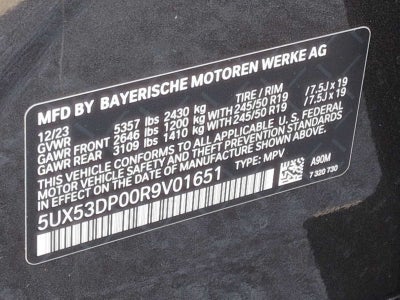 MFD BY BAYERISCHE MOTOREN WERKE AG
12/23 TIRE / RIM
GVWR 5357 lbs 2430 kg
GAWR FRONT 2646 lbs 1200 kg 245/50 R19 /7.5J x 19
GAWR REAR 3109 lbs 1410 kg 245/50 R19 /7.5J x 19
THIS VEHICLE CONFORMS TO ALL APPLICABLE U. S. FEDERAL
MOTOR VEHICLE SAFETY AND THEFT PREVENTION STANDARDS
IN EFFECT ON THE DATE OF MANUFACTURE SHOWN ABOVE.
5UX53DP00R9V01651 TYPE: MPV
A90M
7 320 730